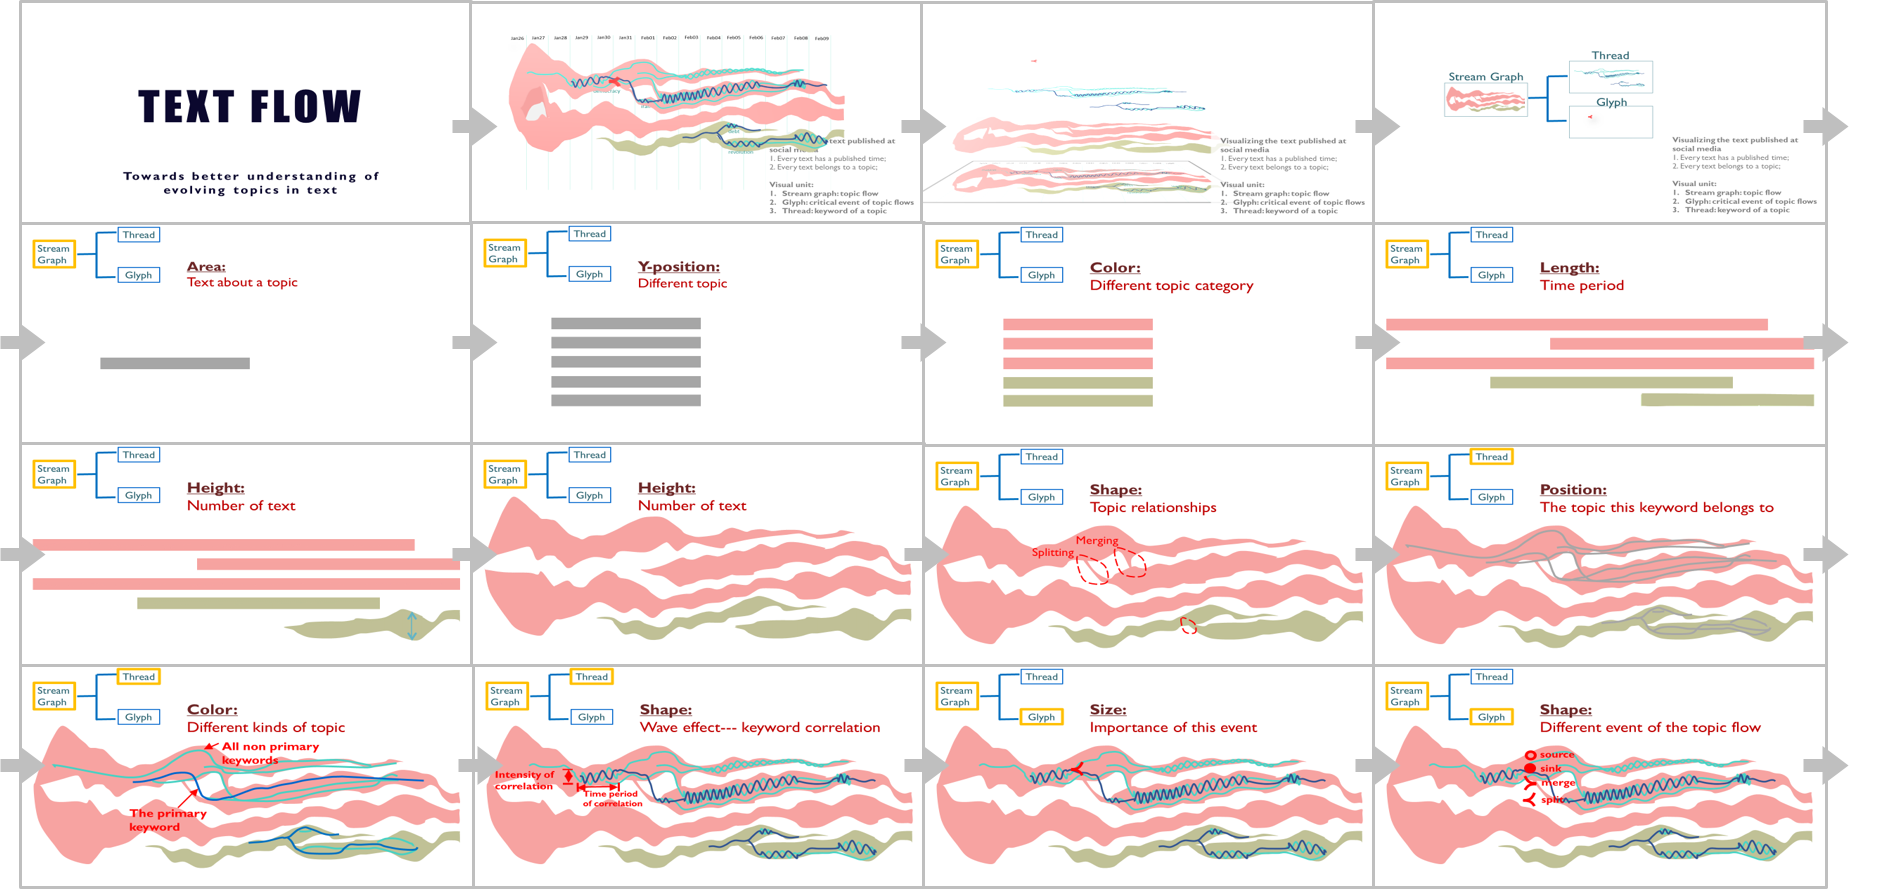 TEXT FLOW
Towards better understanding of
evolving topics in text
Jan26 Jan27 Jan28 Jan29 Jan30 Jan31 Feb01 Feb02 Feb03 Feb04 Feb05 Feb06 Feb07 Feb08 Feb09
text published at
social media
1. Every text has a published time;
2. Every text belongs to a topic;
Visual unit:
1. Stream graph: topic flow
2. Glyph: critical event of topic flows
3. Thread: keyword of a topic
Visualizing the text published at
social media
1. Every text has a published time;
2. Every text belongs to a topic;
Visual unit:
1. Stream graph: topic flow
2. Glyph: critical event of topic flows
3. Thread: keyword of a topic
Stream Graph
Thread
Glyph
Visualizing the text published at
social media
1. Every text has a published time;
2. Every text belongs to a topic;
Visual unit:
1. Stream graph: topic flow
2. Glyph: critical event of topic flows
3. Thread: keyword of a topic
Stream
Graph
Thread
Glyph
Area:
Text about a topic
Stream
Graph
Thread
Glyph
Y-position:
Different topic
Stream
Graph
Thread
Glyph
Color:
Different topic category
Stream
Graph
Thread
Glyph
Length:
Time period
Stream
Graph
Thread
Glyph
Height:
Number of text
Stream
Graph
Thread
Glyph
Height:
Number of text
Stream
Graph
Thread
Glyph
Shape:
Topic relationships
Merging
Splitting
Stream
Graph
Thread
Glyph
Position:
The topic this keyword belongs to
Stream
Graph
Thread
Glyph
Color:
Different kinds of topic
All non primary
keywords
The primary
keyword
Stream
Graph
Thread
Glyph
Shape:
Wave effect--- keyword correlation
Intensity of
correlation
Time period
of correlation
Stream
Graph
Thread
Glyph
Size:
Importance of this event
Stream
Graph
Thread
Glyph
Shape:
Different event of the topic flow
source
sink
merge
split